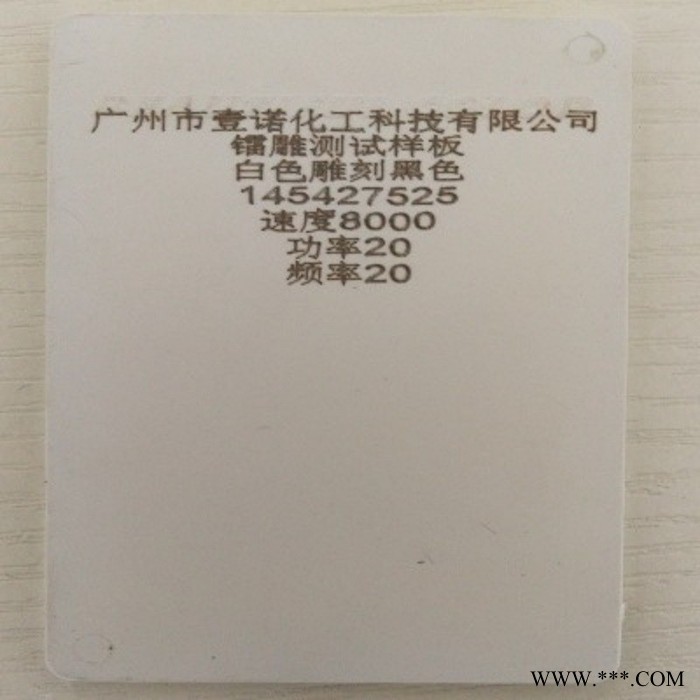 广州市壹诺化工科技有限公司
镭雕测试样板
白色雕刻黑色
145427525
速度8000
功率20
频率20
WWW.***.COM